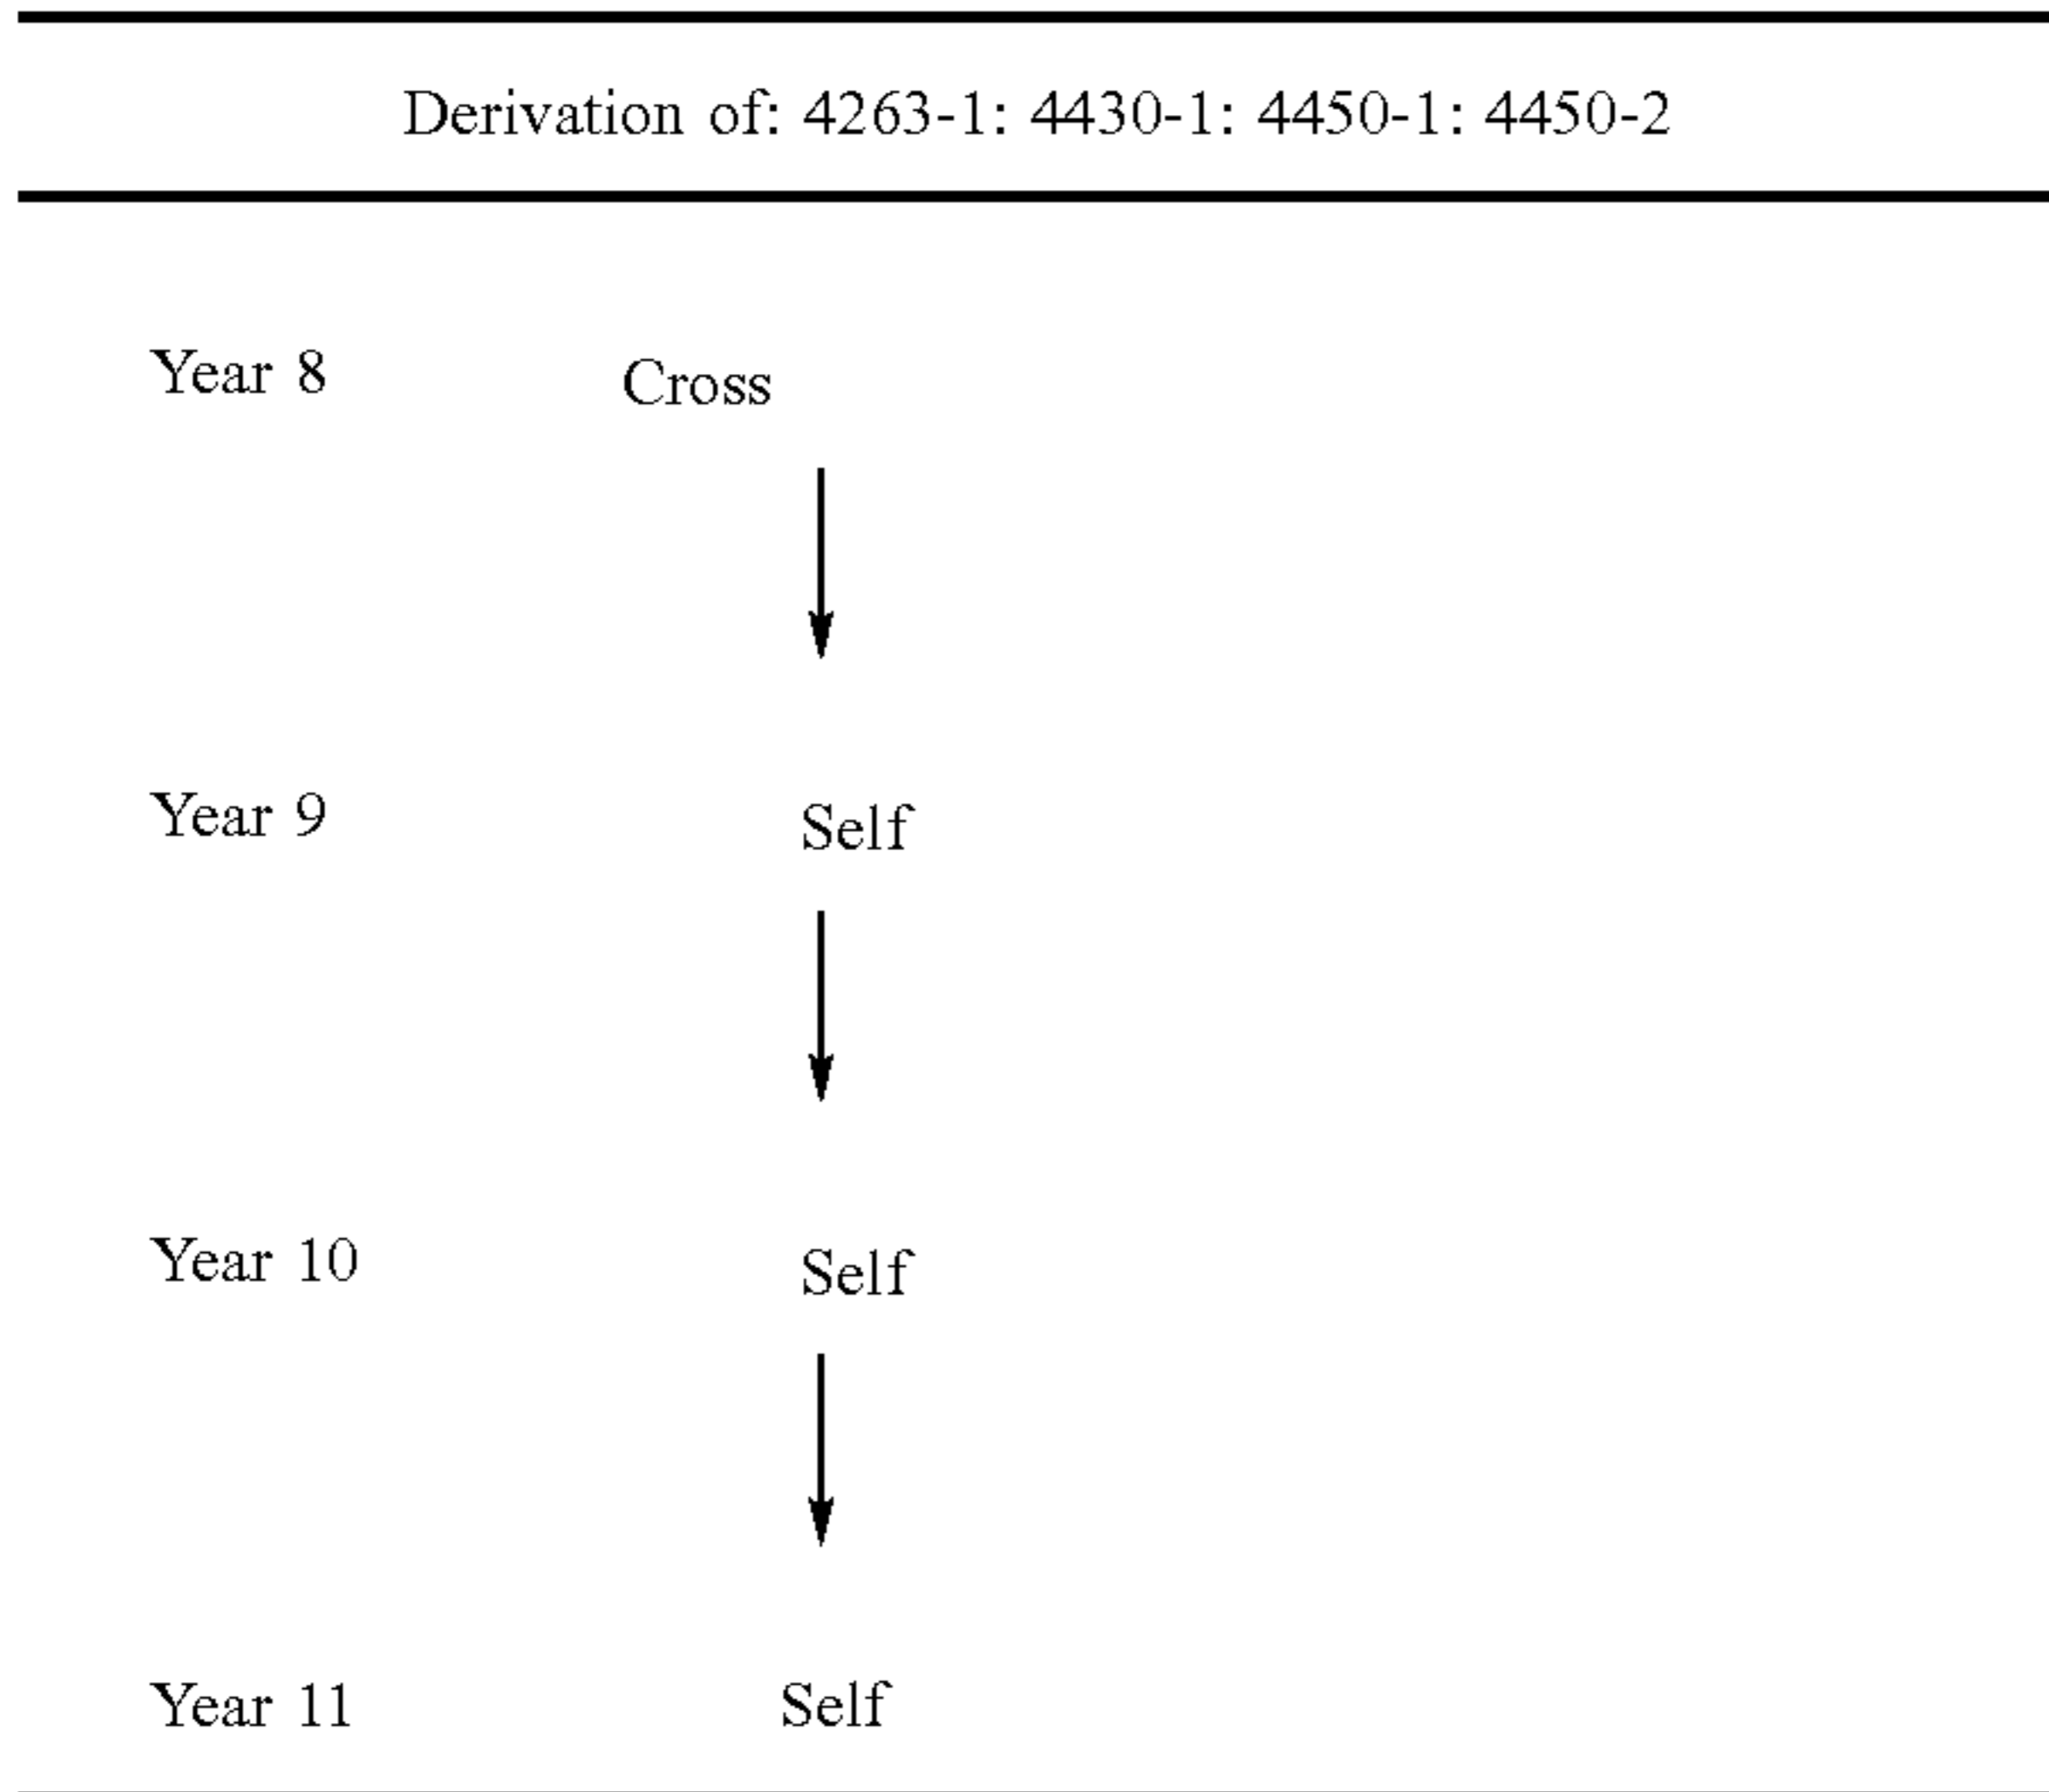 Derivation of: 4263-1: 4430-1: 4450-1: 4450-2
Year 8 Cross
Year 9 Self
Year 10 Self
Year 11 Self